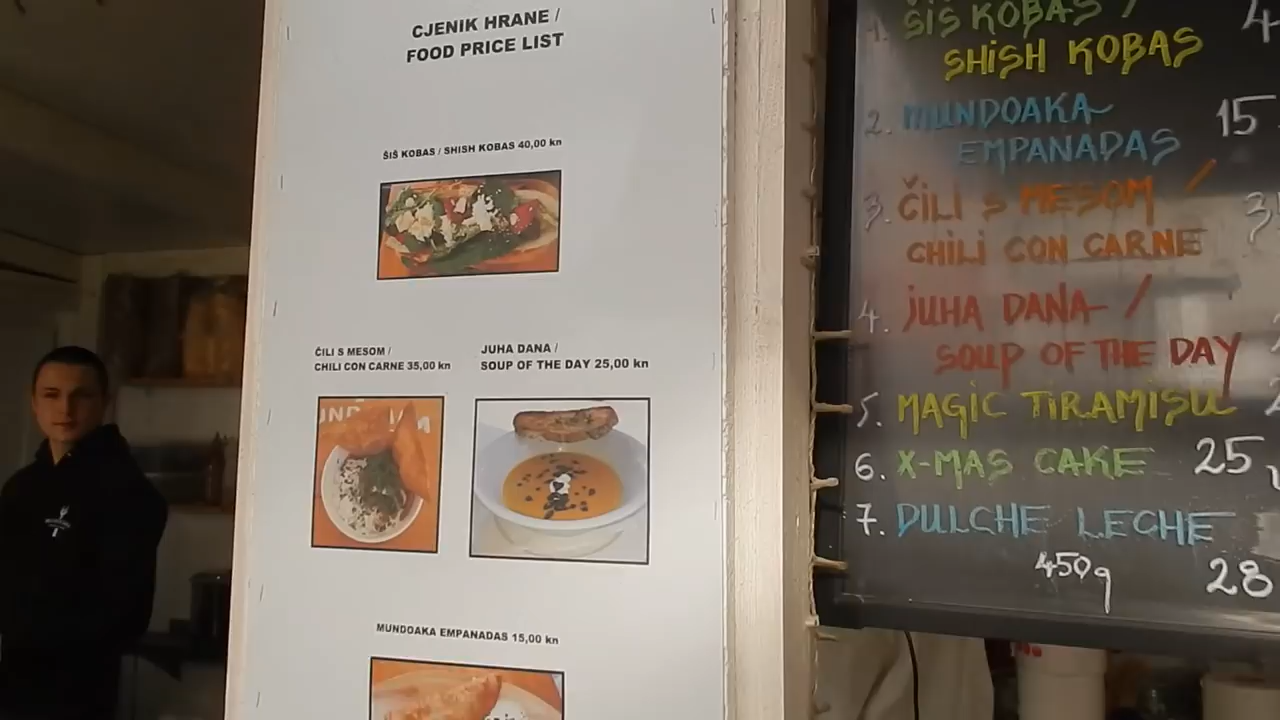 CJENIK HRANE /
FOOD PRICE LIST
ŠIŠ KOBAS / SHISH KOBAS 40,00 kn
ČILI S MESOM /
CHILI CON CARNE 35,00 kn
JUHA DANA /
SOUP OF THE DAY 25,00 kn
MUNDOAKA EMPANADAS 15,00 kn
1. ŠIŠ KOBAS / 4
SHISH KOBAS
2. MUNDOAKA
EMPANADAS 15
3. ČILI S MESOM / 3
CHILI CON CARNE
4. JUHA DANA /
SOUP OF THE DAY
5. MAGIC TIRAMISU
6. X-MAS CAKE 25
7. DULCHE LECHE
450g 28